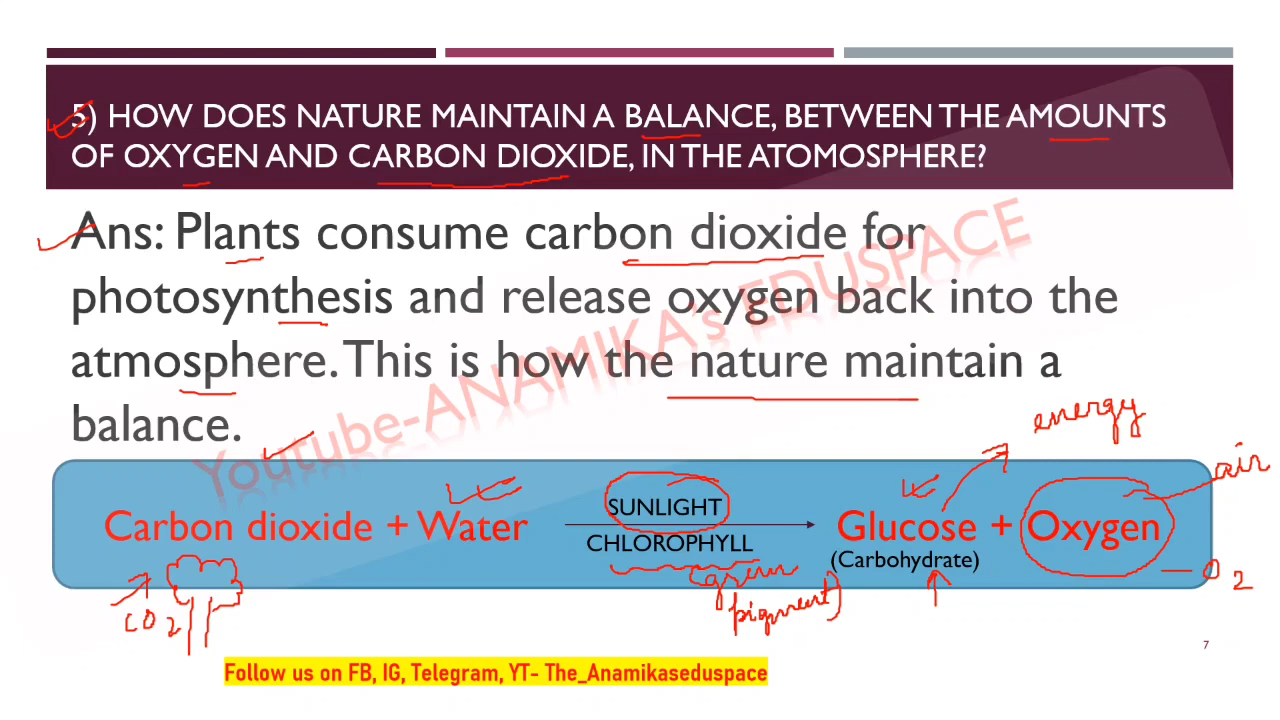 5) HOW DOES NATURE MAINTAIN A BALANCE, BETWEEN THE AMOUNTS
OF OXYGEN AND CARBON DIOXIDE, IN THE ATOMOSPHERE?
Ans: Plants consume carbon dioxide for
photosynthesis and release oxygen back into the
atmosphere. This is how the nature maintain a
balance.
Youtube-ANAMIKA's EDUSPACE
energy
air
SUNLIGHT
Carbon dioxide + Water
Glucose + Oxygen
CHLOROPHYLL
(Carbohydrate)
(green
pigment)
O2
CO2
7
Follow us on FB, IG, Telegram, YT- The_Anamikaseduspace